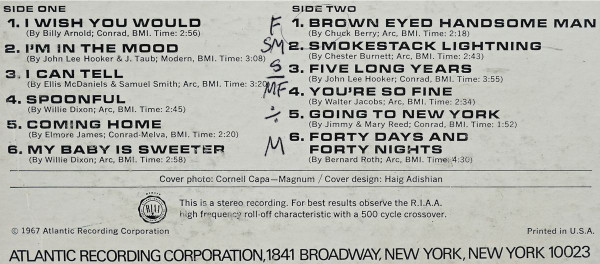 SIDE ONE
1. I WISH YOU WOULD
(By Billy Arnold; Conrad, BMI. Time: 2:56)
2. I'M IN THE MOOD
(By John Lee Hooker & J. Taub; Modern, BMI. Time: 3:08)
3. I CAN TELL
(By Ellis McDaniels & Samuel Smith; Arc, BMI. Time: 3:20)
4. SPOONFUL
(By Willie Dixon; Arc, BMI. Time: 2:45)
5. COMING HOME
(By Elmore James; Conrad-Melva, BMI. Time: 2:20)
6. MY BABY IS SWEETER
(By Willie Dixon; Arc, BMI. Time: 2:58)
F
SM
S
MF
÷
M
SIDE TWO
1. BROWN EYED HANDSOME MAN
(By Chuck Berry; Arc, BMI. Time: 2:18)
2. SMOKESTACK LIGHTNING
(By Chester Burnett; Arc, BMI. Time: 2:43)
3. FIVE LONG YEARS
(By John Lee Hooker; Conrad, BMI. Time: 3:55)
4. YOU'RE SO FINE
(By Walter Jacobs; Arc, BMI. Time: 2:34)
5. GOING TO NEW YORK
(By Jimmy & Mary Reed; Conrad, BMI. Time: 1:52)
6. FORTY DAYS AND
FORTY NIGHTS
(By Bernard Roth; Arc, BMI. Time: 4:30)
Cover photo: Cornell Capa—Magnum / Cover design: Haig Adishian
RIAA
This is a stereo recording. For best results observe the R.I.A.A.
high frequency roll-off characteristic with a 500 cycle crossover.
© 1967 Atlantic Recording Corporation
Printed in U.S.A.
ATLANTIC RECORDING CORPORATION, 1841 BROADWAY, NEW YORK, NEW YORK 10023